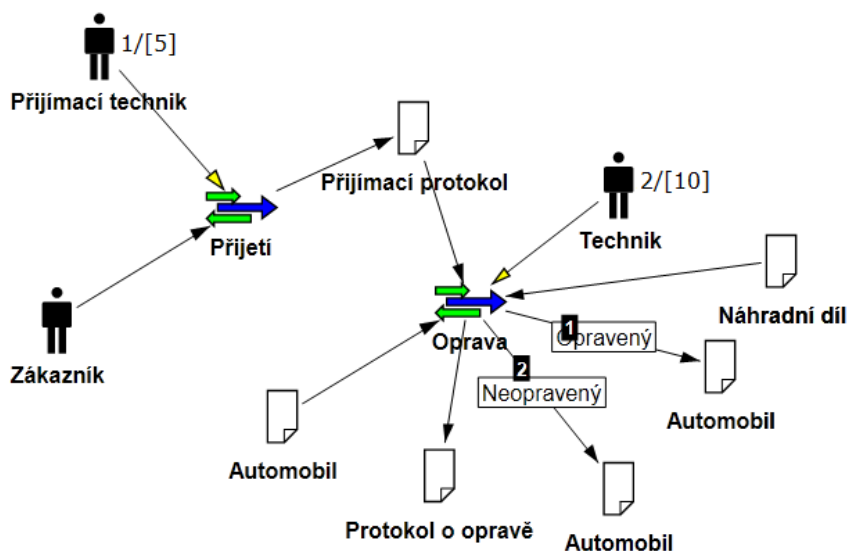 1/[5]
Přijímací technik
Přijímací protokol
2/[10]
Technik
Přijetí
Náhradní díl
Oprava
1
Opravený
Zákazník
2
Neopravený
Automobil
Automobil
Protokol o opravě
Automobil